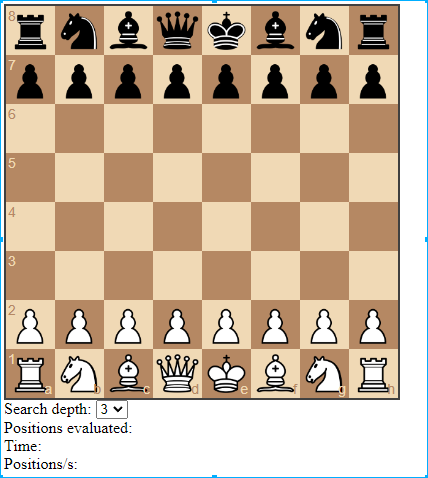 8
7
6
5
4
3
2
1
a b c d e f g h
Search depth: 3
Positions evaluated:
Time:
Positions/s: